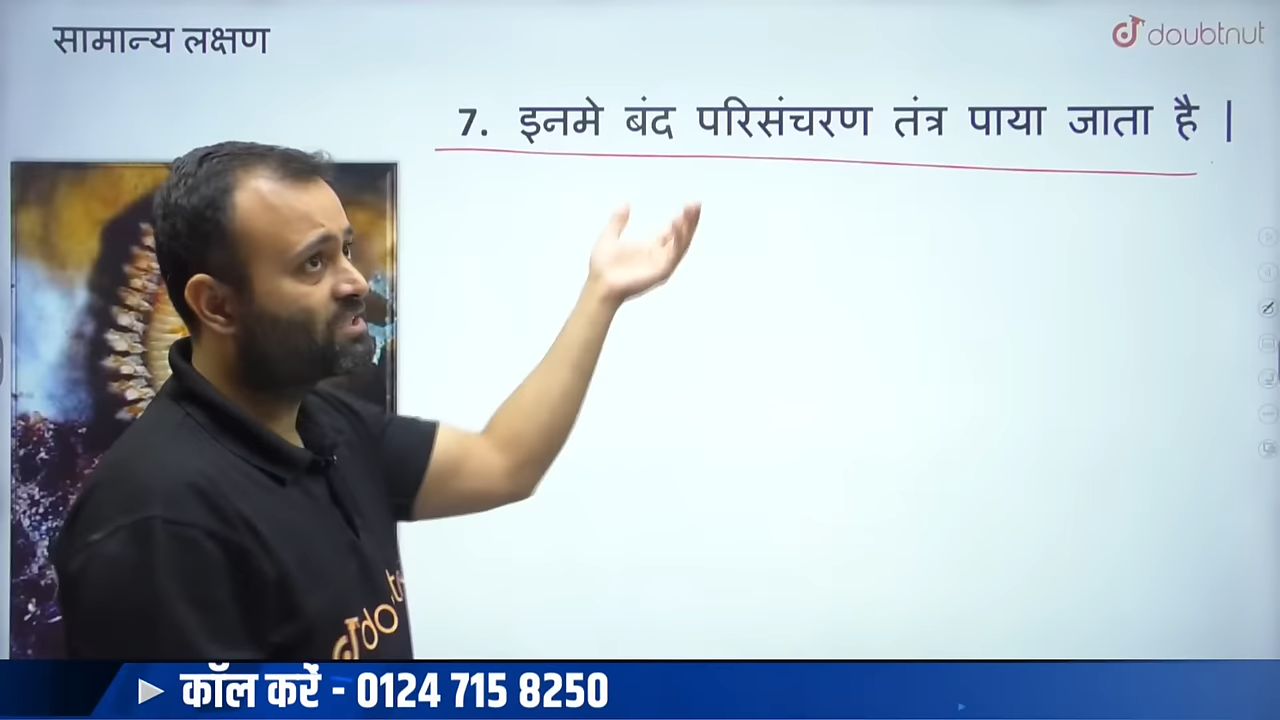 सामान्य लक्षण
doubtnut
7. इनमे बंद परिसंचरण तंत्र पाया जाता है |
कॉल करें - 0124 715 8250